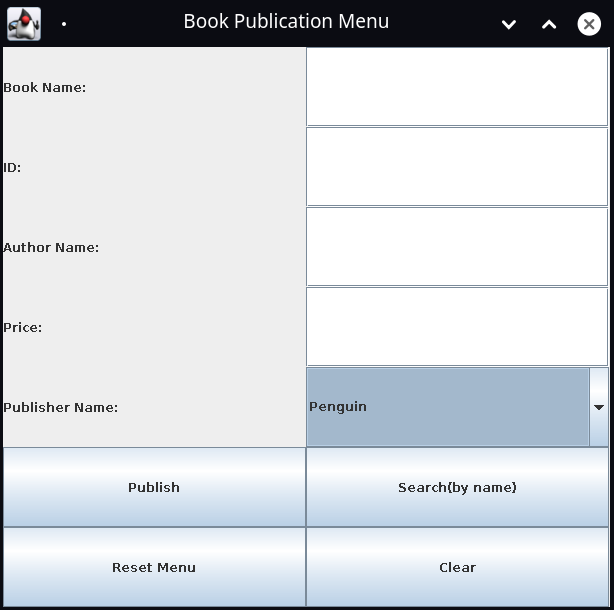 Book Publication Menu
Book Name:
ID:
Author Name:
Price:
Publisher Name:
Penguin
Publish
Search(by name)
Reset Menu
Clear